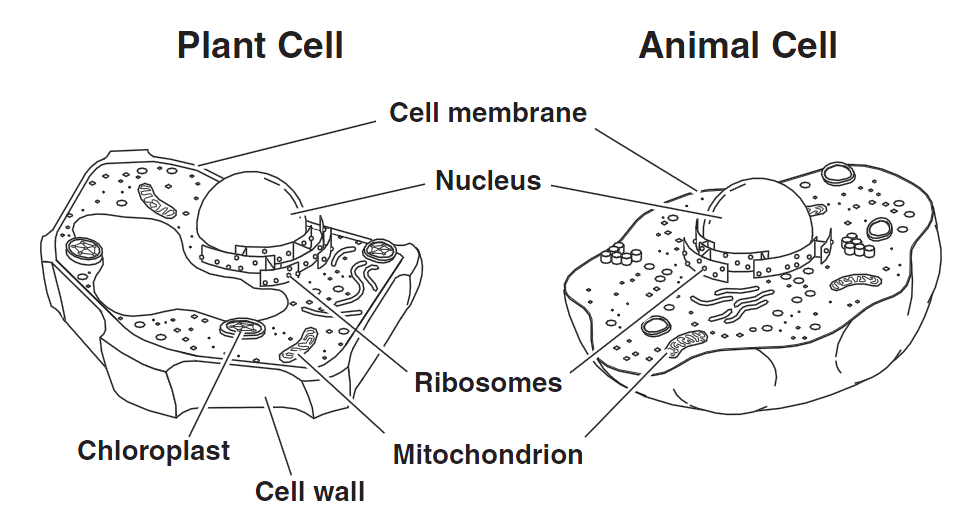 Plant Cell
Animal Cell
Cell membrane
Nucleus
Ribosomes
Chloroplast
Mitochondrion
Cell wall